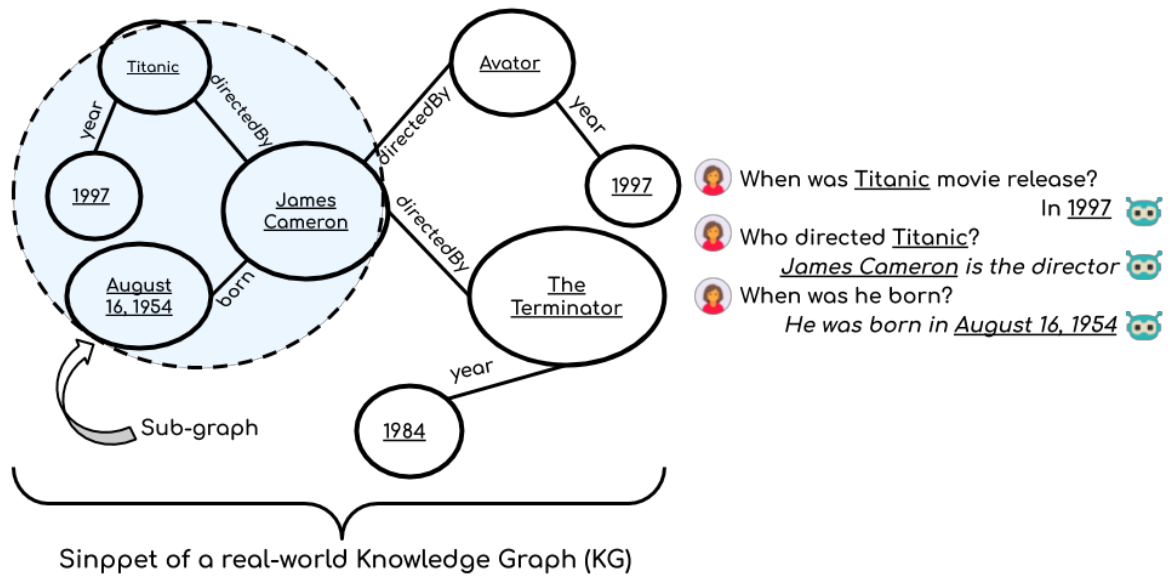 Titanic
directedBy
year
1997
James
Cameron
August
16, 1954
born
Avator
directedBy
year
1997
directedBy
The
Terminator
year
1984
Sub-graph
Sinppet of a real-world Knowledge Graph (KG)
When was Titanic movie release?
In 1997
Who directed Titanic?
James Cameron is the director
When was he born?
He was born in August 16, 1954